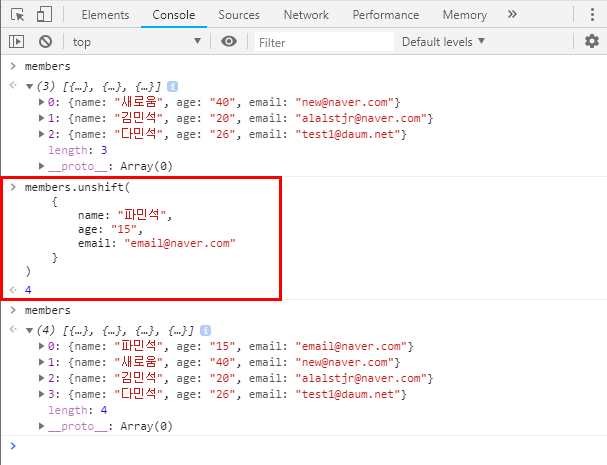 Elements Console Sources Network Performance Memory »
top Filter Default levels
> members
(3) [{…}, {…}, {…}] i
0: {name: "새로움", age: "40", email: "new@naver.com"}
1: {name: "김민석", age: "20", email: "alalstjr@naver.com"}
2: {name: "다민석", age: "26", email: "test1@daum.net"}
length: 3
__proto__: Array(0)
> members.unshift(
{
name: "파민석",
age: "15",
email: "email@naver.com"
}
)
4
> members
(4) [{…}, {…}, {…}, {…}] i
0: {name: "파민석", age: "15", email: "email@naver.com"}
1: {name: "새로움", age: "40", email: "new@naver.com"}
2: {name: "김민석", age: "20", email: "alalstjr@naver.com"}
3: {name: "다민석", age: "26", email: "test1@daum.net"}
length: 4
__proto__: Array(0)
>